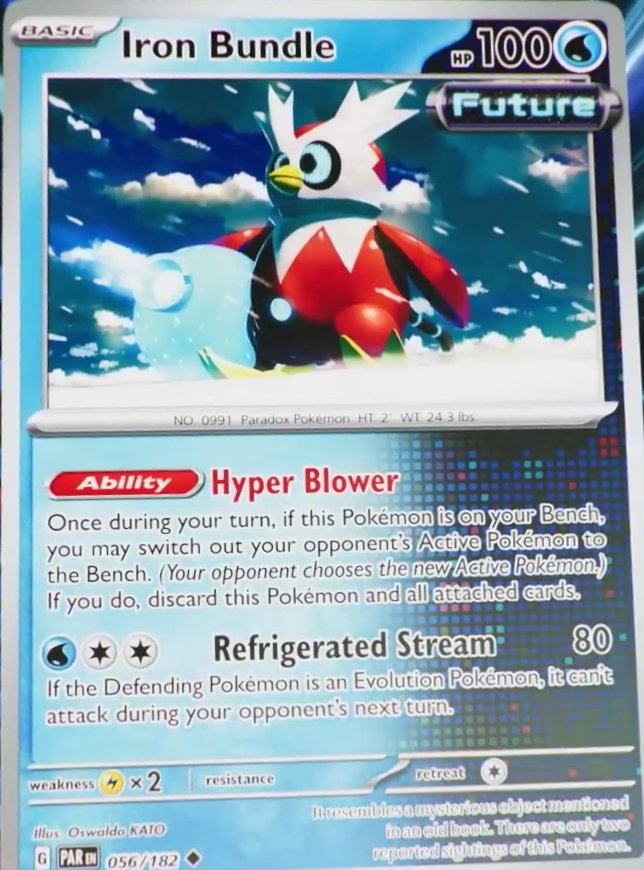 BASIC
Iron Bundle
HP 100
Future
NO. 0991 Paradox Pokémon HT: 2' WT: 24.3 lbs.
Ability Hyper Blower
Once during your turn, if this Pokémon is on your Bench,
you may switch out your opponent's Active Pokémon to
the Bench. (Your opponent chooses the new Active Pokémon.)
If you do, discard this Pokémon and all attached cards.
Refrigerated Stream 80
If the Defending Pokémon is an Evolution Pokémon, it can't
attack during your opponent's next turn.
weakness ×2 resistance retreat
It resembles a mysterious object mentioned
in an old book. There are only two
reported sightings of this Pokémon.
Illus. Oswaldo KATO
G PAR EN 056/182